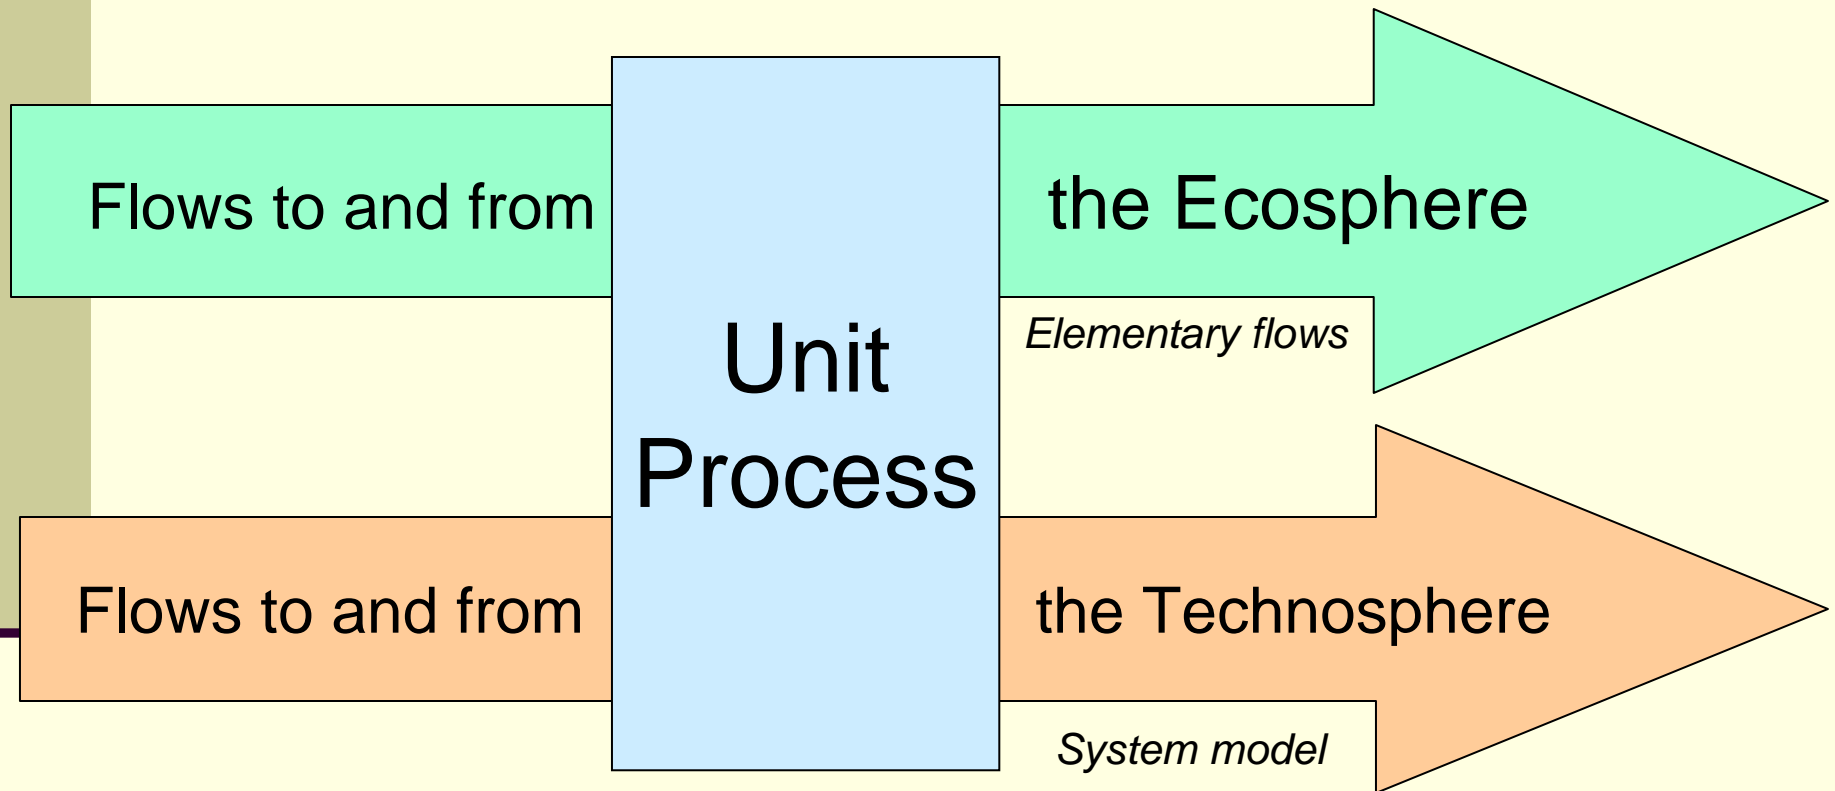 Flows to and from
the Ecosphere
Elementary flows
Unit
Process
Flows to and from
the Technosphere
System model